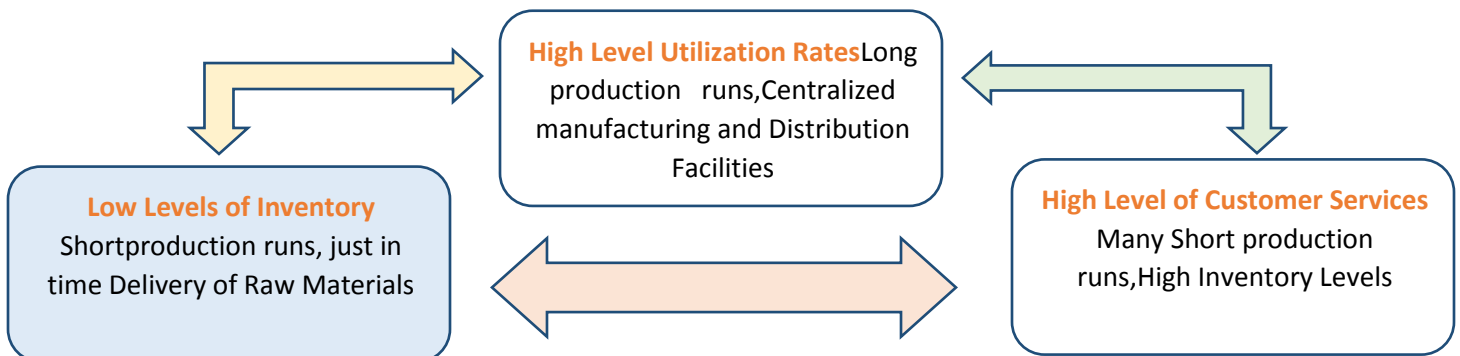 High Level Utilization RatesLong
production runs,Centralized
manufacturing and Distribution
Facilities
Low Levels of Inventory
Shortproduction runs, just in
time Delivery of Raw Materials
High Level of Customer Services
Many Short production
runs,High Inventory Levels